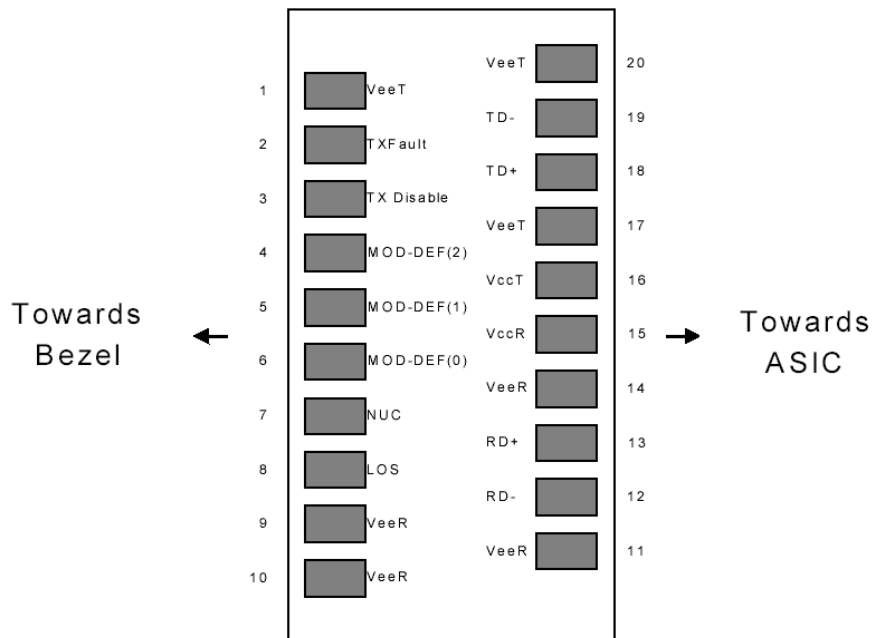 1 VeeT
2 TXFault
3 TX Disable
4 MOD-DEF(2)
5 MOD-DEF(1)
6 MOD-DEF(0)
7 NUC
8 LOS
9 VeeR
10 VeeR
VeeT 20
TD- 19
TD+ 18
VeeT 17
VccT 16
VccR 15
VeeR 14
RD+ 13
RD- 12
VeeR 11
Towards
Bezel
Towards
ASIC